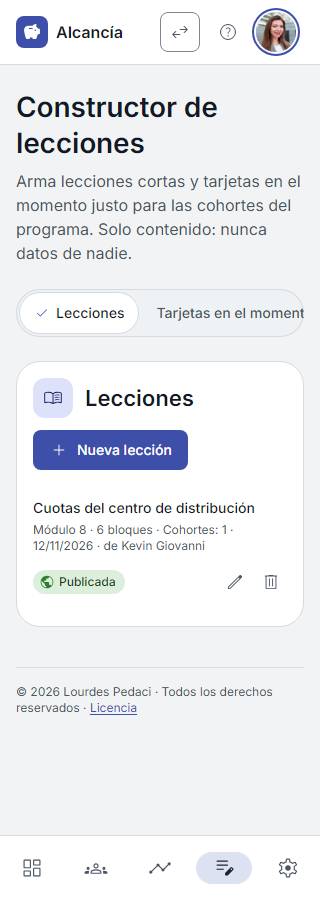 Alcancía
Constructor de
lecciones
Arma lecciones cortas y tarjetas en el
momento justo para las cohortes del
programa. Solo contenido: nunca
datos de nadie.
Lecciones
Tarjetas en el moment
Lecciones
Nueva lección
Cuotas del centro de distribución
Módulo 8 · 6 bloques · Cohortes: 1 ·
12/11/2026 · de Kevin Giovanni
Publicada
© 2026 Lourdes Pedaci · Todos los derechos
reservados · Licencia